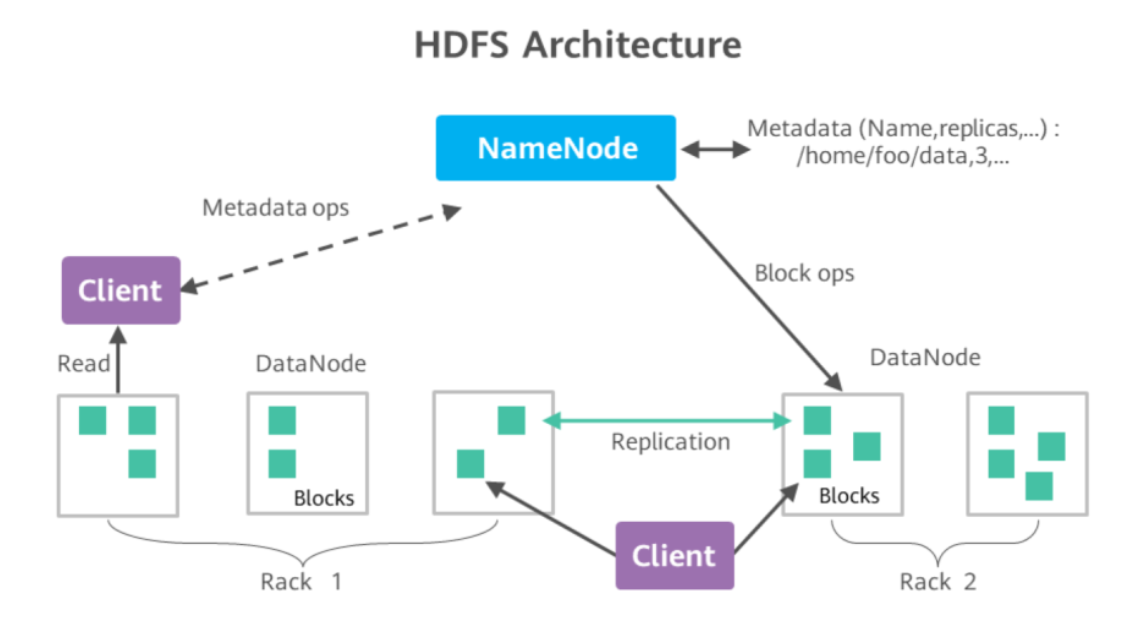 HDFS Architecture
NameNode
Metadata (Name,replicas,...) :
/home/foo/data,3,...
Metadata ops
Client
Block ops
Read
DataNode
DataNode
Replication
Blocks
Blocks
Client
Rack 1
Rack 2